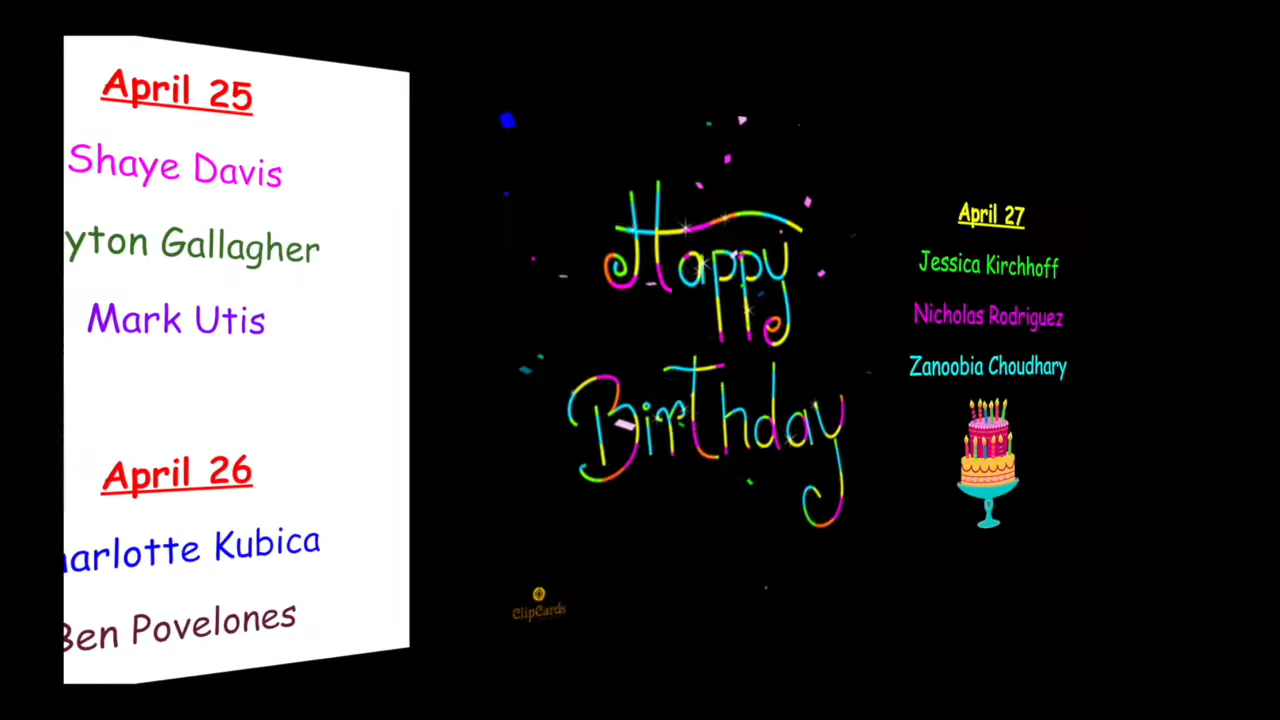 April 25
Shaye Davis
yton Gallagher
Mark Utis
April 26
arlotte Kubica
Ben Povelones
Happy
Birthday
ClipCards
April 27
Jessica Kirchhoff
Nicholas Rodriguez
Zanoobia Choudhary